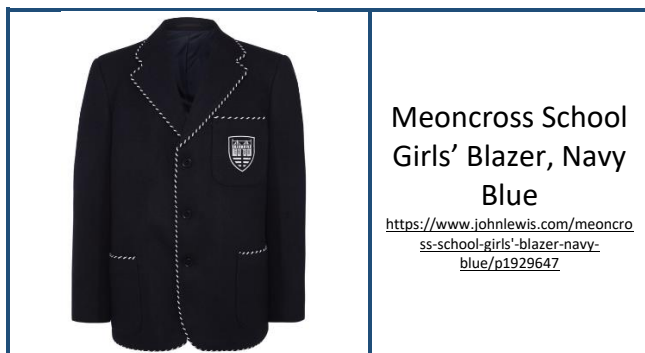 Meoncross School
Girls’ Blazer, Navy
Blue
https://www.johnlewis.com/meoncro
ss-school-girls'-blazer-navy-
blue/p1929647